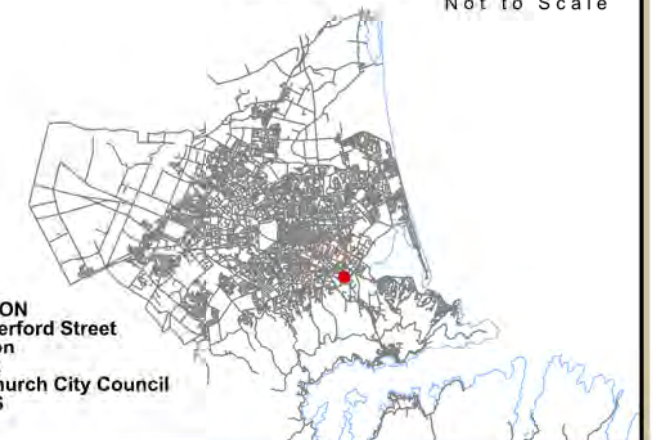 Not to Scale
ON
erford Street
on
hurch City Council
S